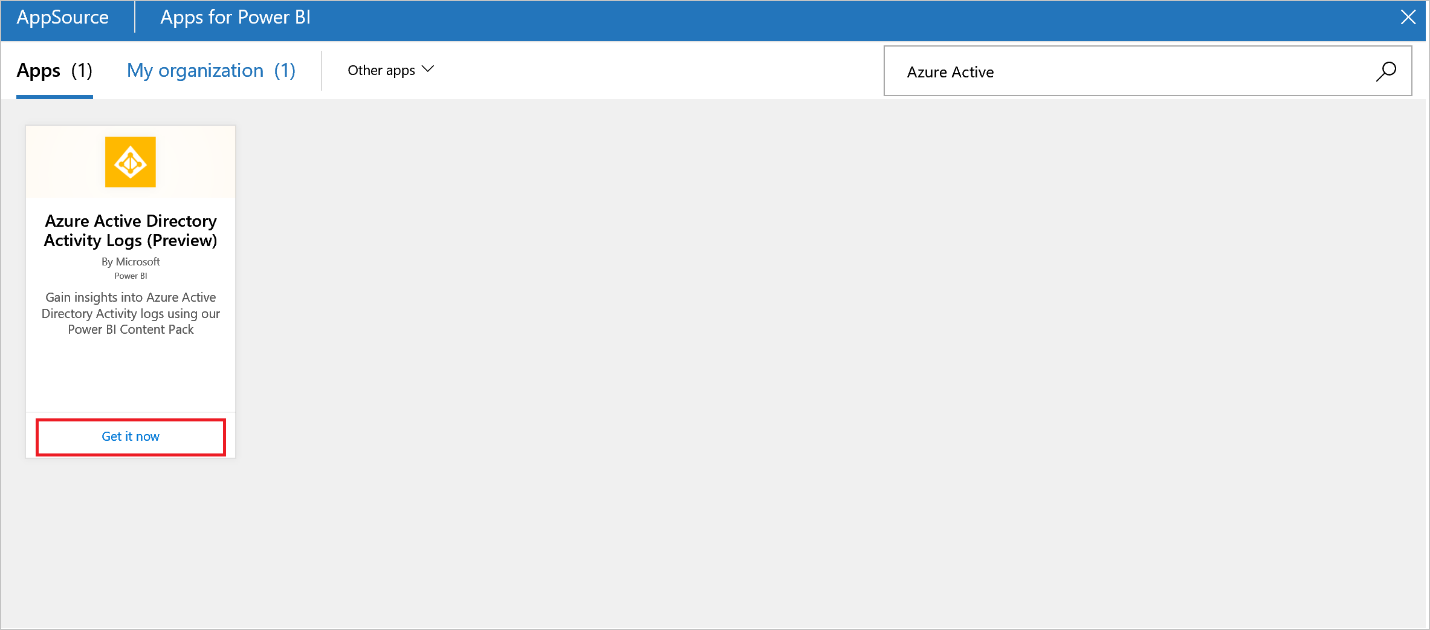 AppSource
Apps for Power BI
Apps (1)
My organization (1)
Other apps
Azure Active
Azure Active Directory
Activity Logs (Preview)
By Microsoft
Power BI
Gain insights into Azure Active
Directory Activity logs using our
Power BI Content Pack
Get it now